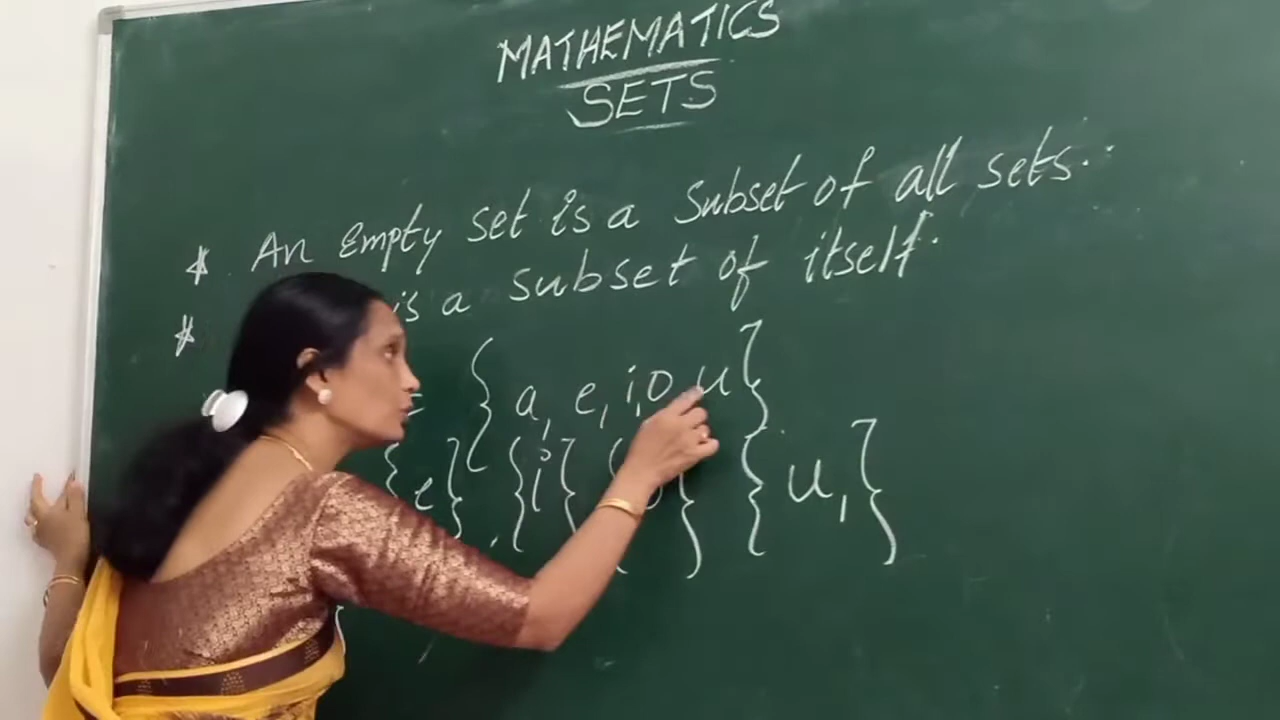 MATHEMATICS
SETS
* An Empty set is a subset of all sets.
* is a subset of itself.
= { a, e, i, o u }
{ e } , { i } { o } { u , }